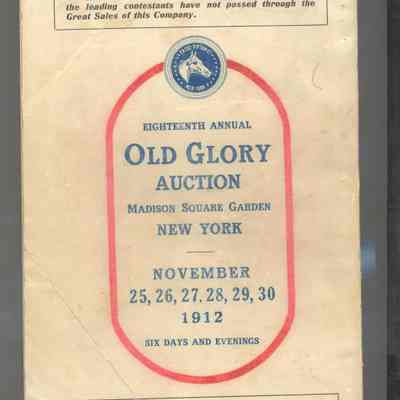 the leading contestants have not passed through the
Great Sales of this Company.
EIGHTEENTH ANNUAL
OLD GLORY
AUCTION
MADISON SQUARE GARDEN
NEW YORK
NOVEMBER
25, 26, 27, 28, 29, 30
1912
SIX DAYS AND EVENINGS